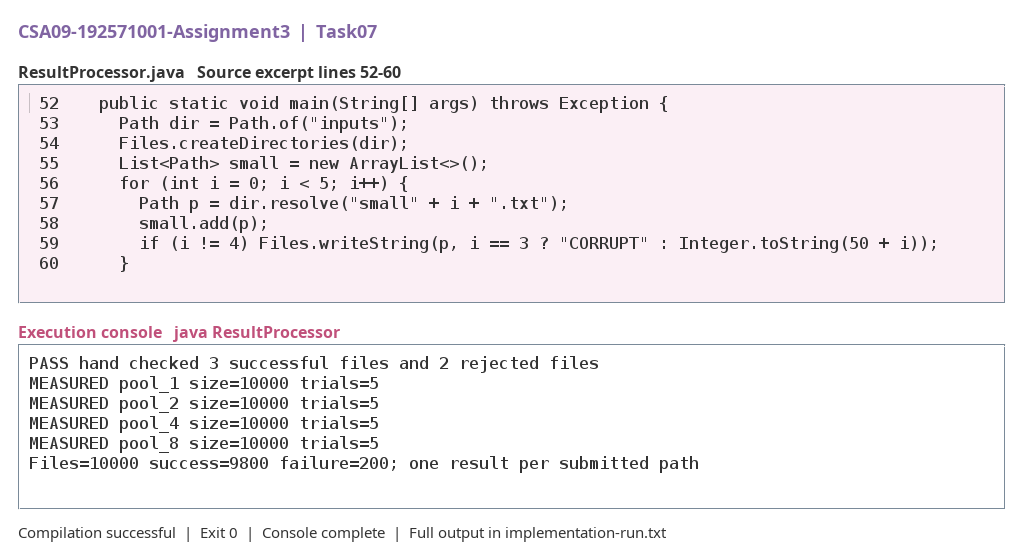 CSA09-192571001-Assignment3 | Task07
ResultProcessor.java Source excerpt lines 52-60
52    public static void main(String[] args) throws Exception {
53      Path dir = Path.of("inputs");
54      Files.createDirectories(dir);
55      List<Path> small = new ArrayList<>();
56      for (int i = 0; i < 5; i++) {
57        Path p = dir.resolve("small" + i + ".txt");
58        small.add(p);
59        if (i != 4) Files.writeString(p, i == 3 ? "CORRUPT" : Integer.toString(50 + i));
60      }
Execution console java ResultProcessor
PASS hand checked 3 successful files and 2 rejected files
MEASURED pool_1 size=10000 trials=5
MEASURED pool_2 size=10000 trials=5
MEASURED pool_4 size=10000 trials=5
MEASURED pool_8 size=10000 trials=5
Files=10000 success=9800 failure=200; one result per submitted path
Compilation successful | Exit 0 | Console complete | Full output in implementation-run.txt